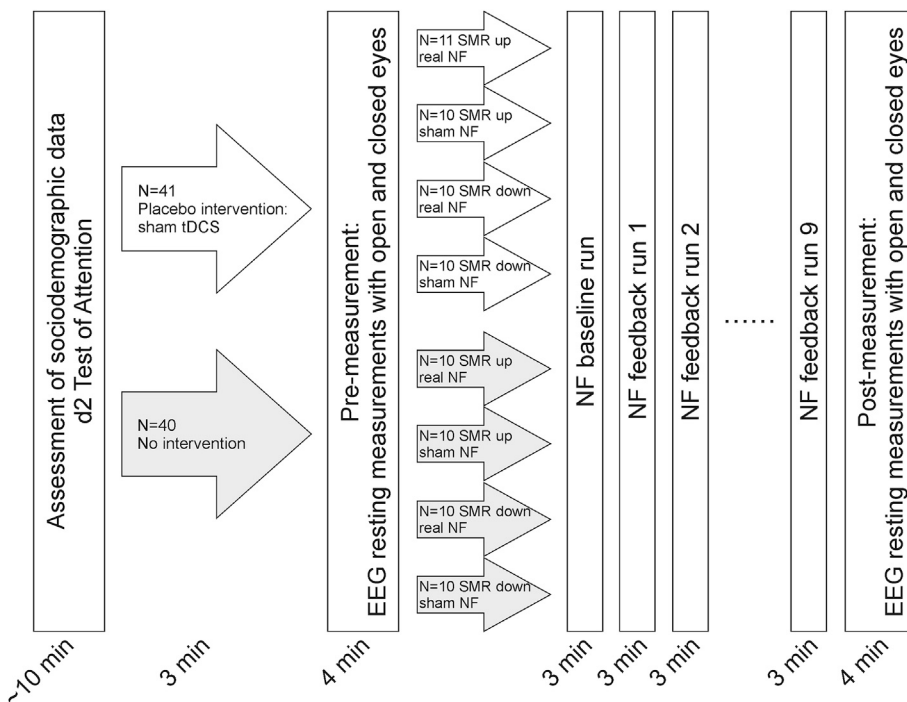 Assessment of sociodemographic data
d2 Test of Attention
N=41
Placebo intervention:
sham tDCS
N=40
No intervention
Pre-measurement:
EEG resting measurements with open and closed eyes
N=11 SMR up
real NF
N=10 SMR up
sham NF
N=10 SMR down
real NF
N=10 SMR down
sham NF
N=10 SMR up
real NF
N=10 SMR up
sham NF
N=10 SMR down
real NF
N=10 SMR down
sham NF
NF baseline run
NF feedback run 1
NF feedback run 2
......
NF feedback run 9
Post-measurement:
EEG resting measurements with open and closed eyes
~10 min
3 min
4 min
3 min
3 min
3 min
3 min
4 min